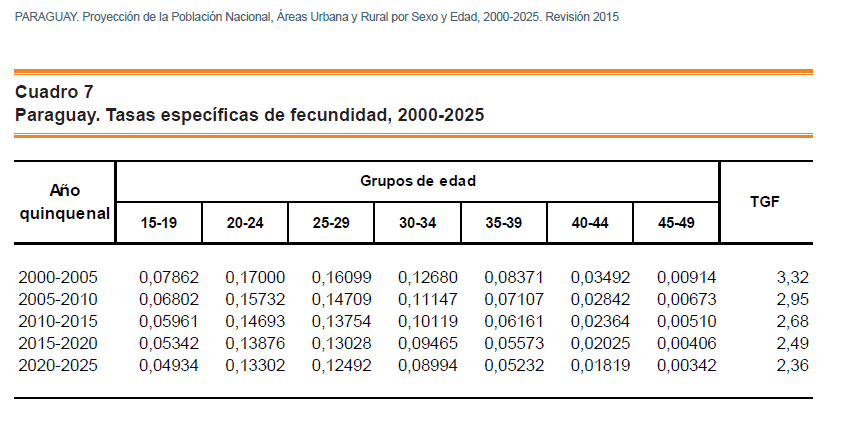 PARAGUAY. Proyección de la Población Nacional, Áreas Urbana y Rural por Sexo y Edad, 2000-2025. Revisión 2015
Cuadro 7
Paraguay. Tasas específicas de fecundidad, 2000-2025
Año quinquenal Grupos de edad TGF
15-19 20-24 25-29 30-34 35-39 40-44 45-49
2000-2005 0,07862 0,17000 0,16099 0,12680 0,08371 0,03492 0,00914 3,32
2005-2010 0,06802 0,15732 0,14709 0,11147 0,07107 0,02842 0,00673 2,95
2010-2015 0,05961 0,14693 0,13754 0,10119 0,06161 0,02364 0,00510 2,68
2015-2020 0,05342 0,13876 0,13028 0,09465 0,05573 0,02025 0,00406 2,49
2020-2025 0,04934 0,13302 0,12492 0,08994 0,05232 0,01819 0,00342 2,36